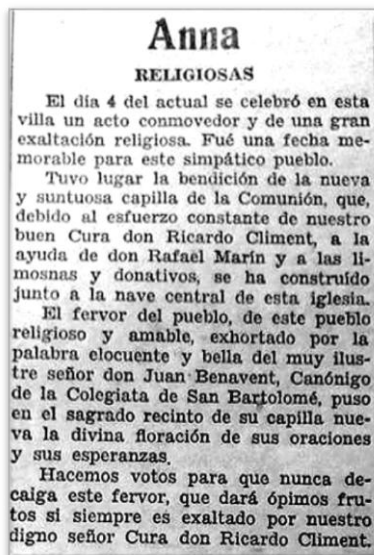 Anna
RELIGIOSAS
El día 4 del actual se celebró en esta
villa un acto conmovedor y de una gran
exaltación religiosa. Fué una fecha me-
morable para este simpático pueblo.
Tuvo lugar la bendición de la nueva
y suntuosa capilla de la Comunión, que,
debido al esfuerzo constante de nuestro
buen Cura don Ricardo Climent, a la
ayuda de don Rafael Marín y a las li-
mosnas y donativos, se ha construído
junto a la nave central de esta iglesia.
El fervor del pueblo, de este pueblo
religioso y amable, exhortado por la
palabra elocuente y bella del muy ilus-
tre señor don Juan Benavent, Canónigo
de la Colegiata de San Bartolomé, puso
en el sagrado recinto de su capilla nue-
va la divina floración de sus oraciones
y sus esperanzas.
Hacemos votos para que nunca de-
caiga este fervor, que dará ópimos fru-
tos si siempre es exaltado por nuestro
digno señor Cura don Ricardo Climent.